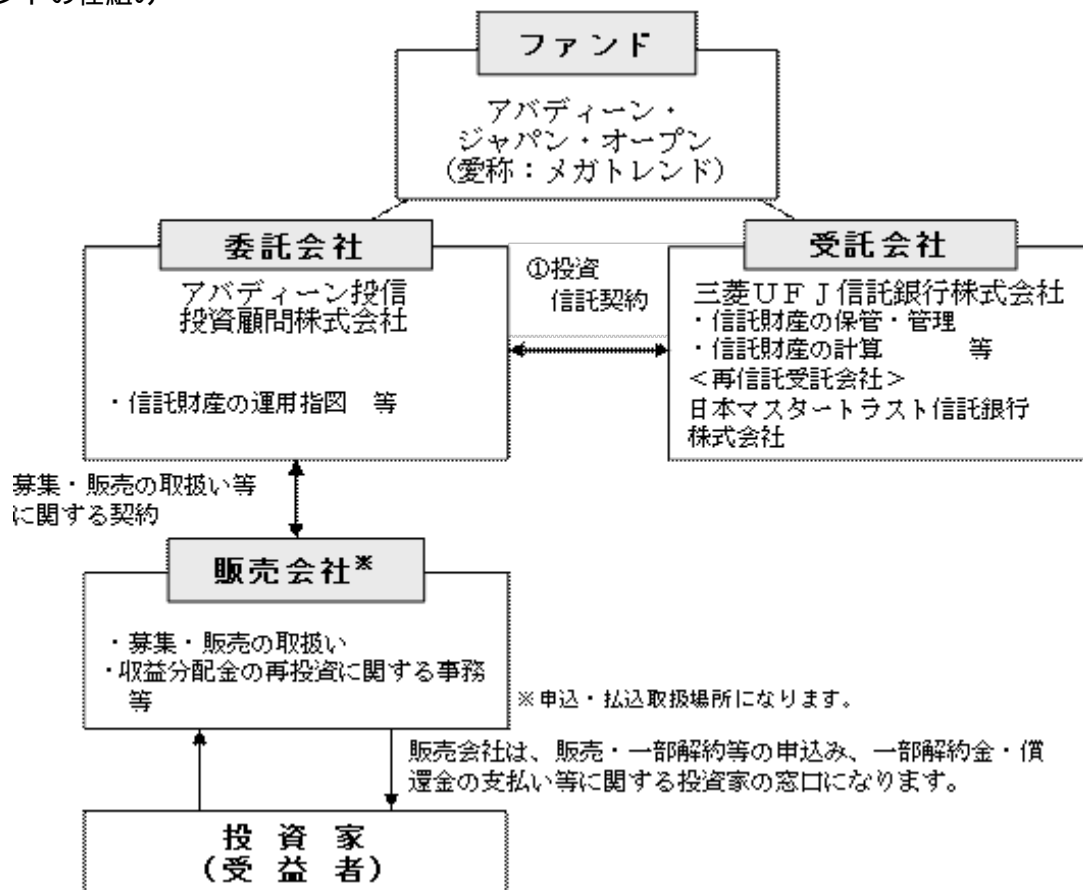 ンドの仕組み
ファンド
アバディーン・
ジャパン・オープン
(愛称：メガトレンド)
委託会社
アバディーン投信
投資顧問株式会社
・信託財産の運用指図　等
①投資
信託契約
受託会社
三菱ＵＦＪ信託銀行株式会社
・信託財産の保管・管理
・信託財産の計算　　　等
＜再信託受託会社＞
日本マスタートラスト信託銀行
株式会社
募集・販売の取扱い等
に関する契約
販売会社※
・募集・販売の取扱い
・収益分配金の再投資に関する事務
等
※申込・払込取扱場所になります。
販売会社は、販売・一部解約等の申込み、一部解約金・償
還金の支払い等に関する投資家の窓口になります。
投 資 家
(受 益 者)